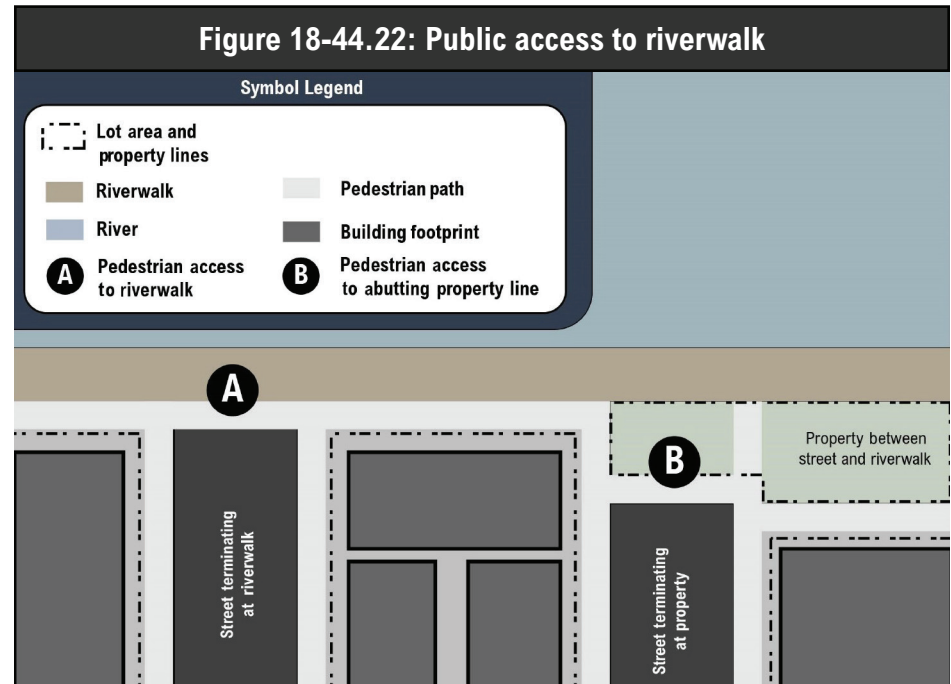 Figure 18-44.22: Public access to riverwalk
Symbol Legend
Lot area and
property lines
Riverwalk
River
A
Pedestrian access
to riverwalk
Pedestrian path
Building footprint
B
Pedestrian access
to abutting property line
A
B
Property between
street and riverwalk
Street terminating
at riverwalk
Street terminating
at property